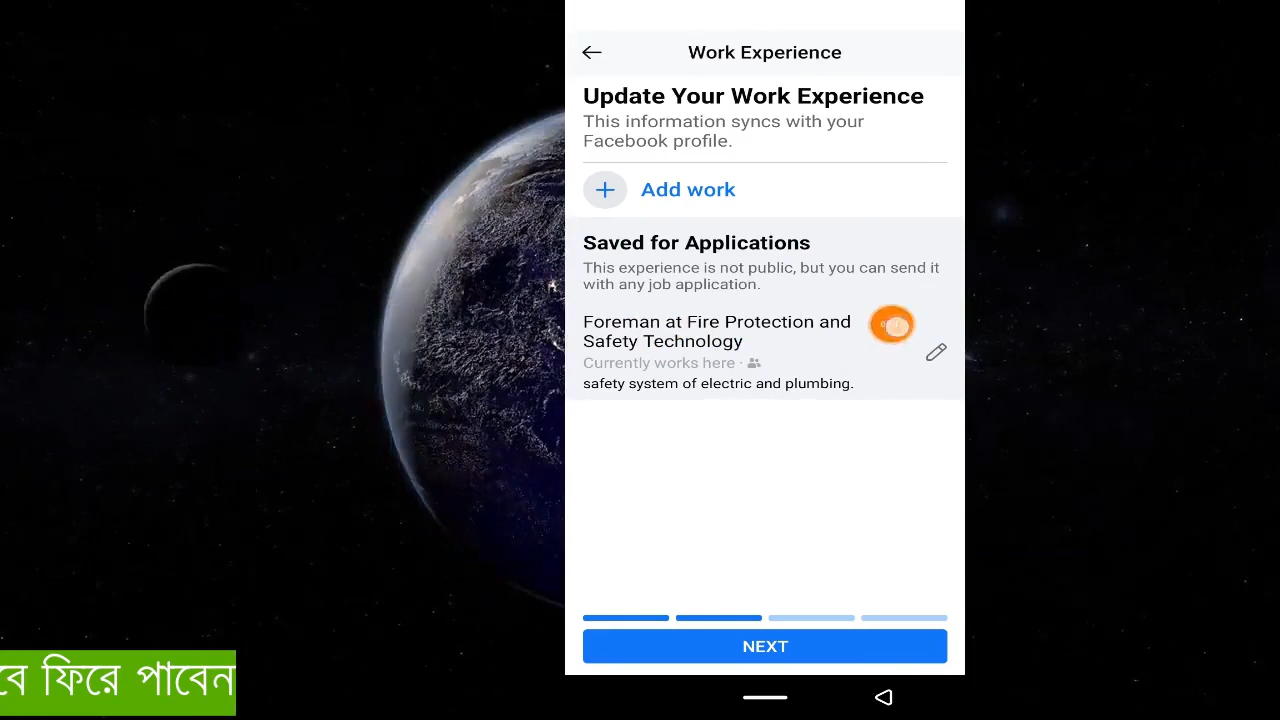 Work Experience
Update Your Work Experience
This information syncs with your
Facebook profile.
Add work
Saved for Applications
This experience is not public, but you can send it
with any job application.
Foreman at Fire Protection and
Safety Technology
Currently works here ·
safety system of electric and plumbing.
NEXT
ফিরে পাবেন